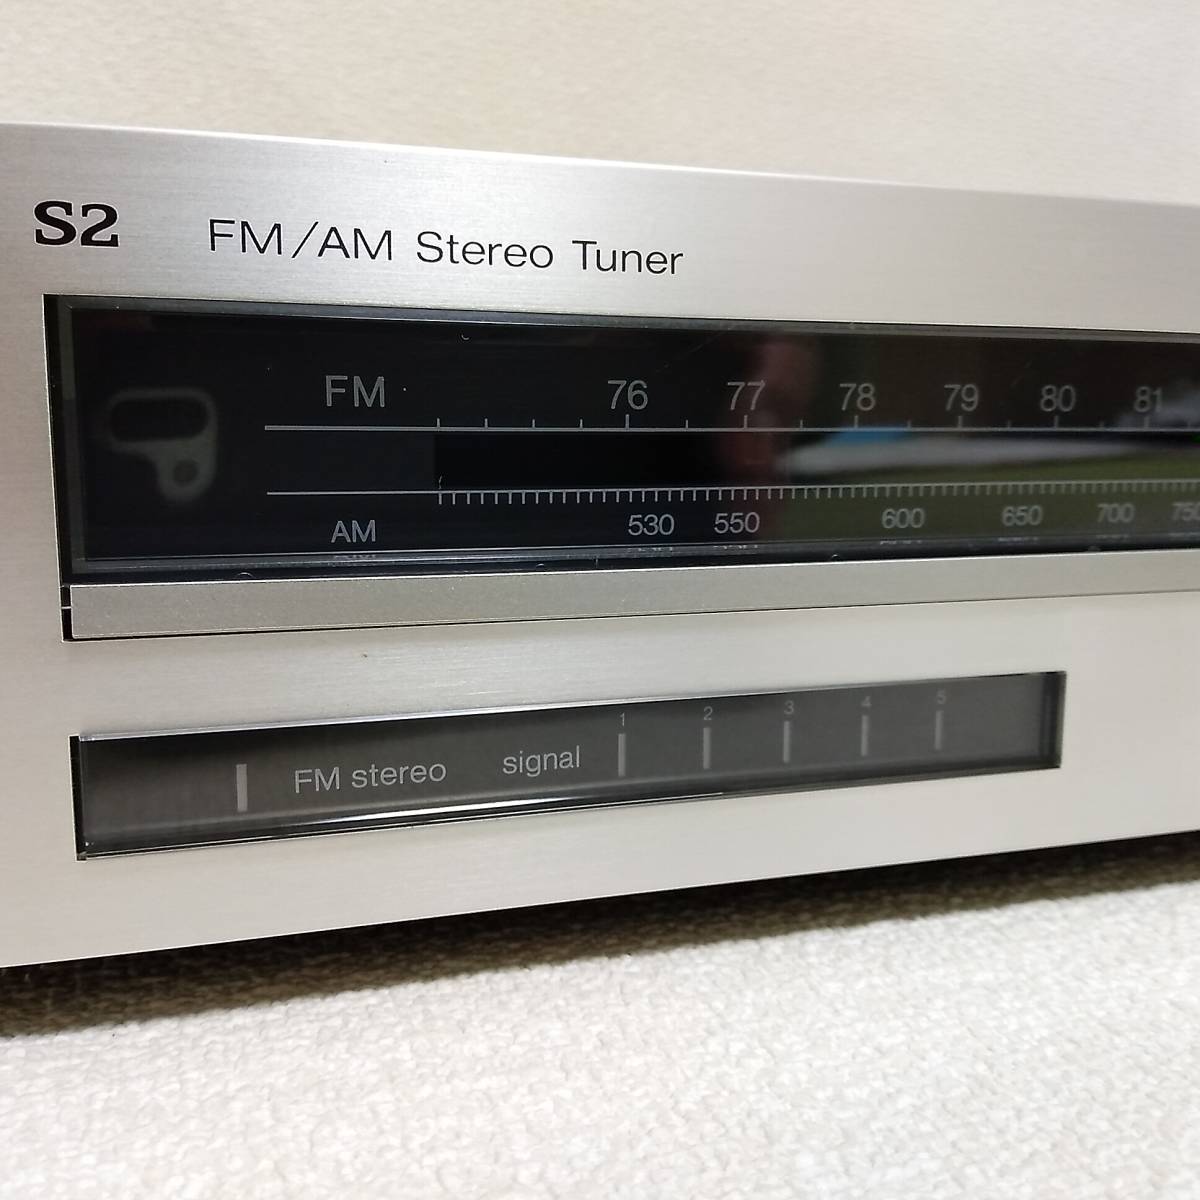 S2 FM/AM Stereo Tuner
FM 76 77 78 79 80 81
AM 530 550 600 650 700 750
1 2 3 4 5
FM stereo signal